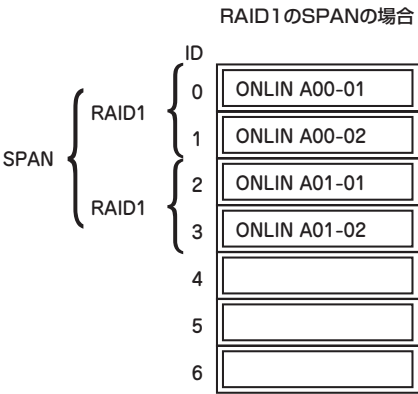 RAID1のSPANの場合
ID
0 ONLIN A00-01
RAID1
1 ONLIN A00-02
SPAN
2 ONLIN A01-01
RAID1
3 ONLIN A01-02
4
5
6